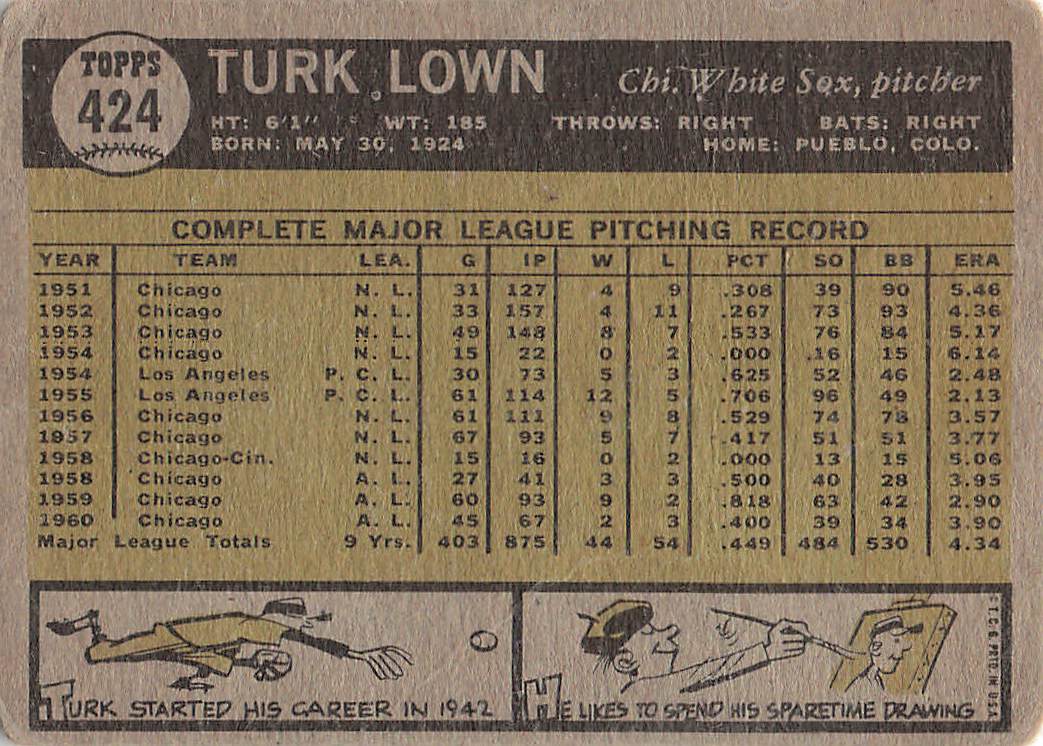 TOPPS
424
TURK LOWN
Chi. White Sox, pitcher
HT: 6'1" WT: 185 THROWS: RIGHT BATS: RIGHT
BORN: MAY 30, 1924 HOME: PUEBLO, COLO.
COMPLETE MAJOR LEAGUE PITCHING RECORD
YEAR TEAM LEA. G IP W L PCT SO BB ERA
1951 Chicago N. L. 31 127 4 9 .308 39 90 5.46
1952 Chicago N. L. 33 157 4 11 .267 73 93 4.36
1953 Chicago N. L. 49 148 8 7 .533 76 84 5.17
1954 Chicago N. L. 15 22 0 2 .000 16 15 6.14
1954 Los Angeles P. C. L. 30 73 5 3 .625 52 46 2.48
1955 Los Angeles P. C. L. 61 114 12 5 .706 96 49 2.13
1956 Chicago N. L. 61 111 9 8 .529 74 78 3.57
1957 Chicago N. L. 67 93 5 7 .417 51 51 3.77
1958 Chicago-Cin. N. L. 15 16 0 2 .000 13 15 5.06
1958 Chicago A. L. 27 41 3 3 .500 40 28 3.95
1959 Chicago A. L. 60 93 9 2 .818 63 42 2.90
1960 Chicago A. L. 45 67 2 3 .400 39 34 3.90
Major League Totals 9 Yrs. 403 875 44 54 .449 484 530 4.34
TURK STARTED HIS CAREER IN 1942
HE LIKES TO SPEND HIS SPARETIME DRAWING
T.C.G. PRTD. IN U.S.A.